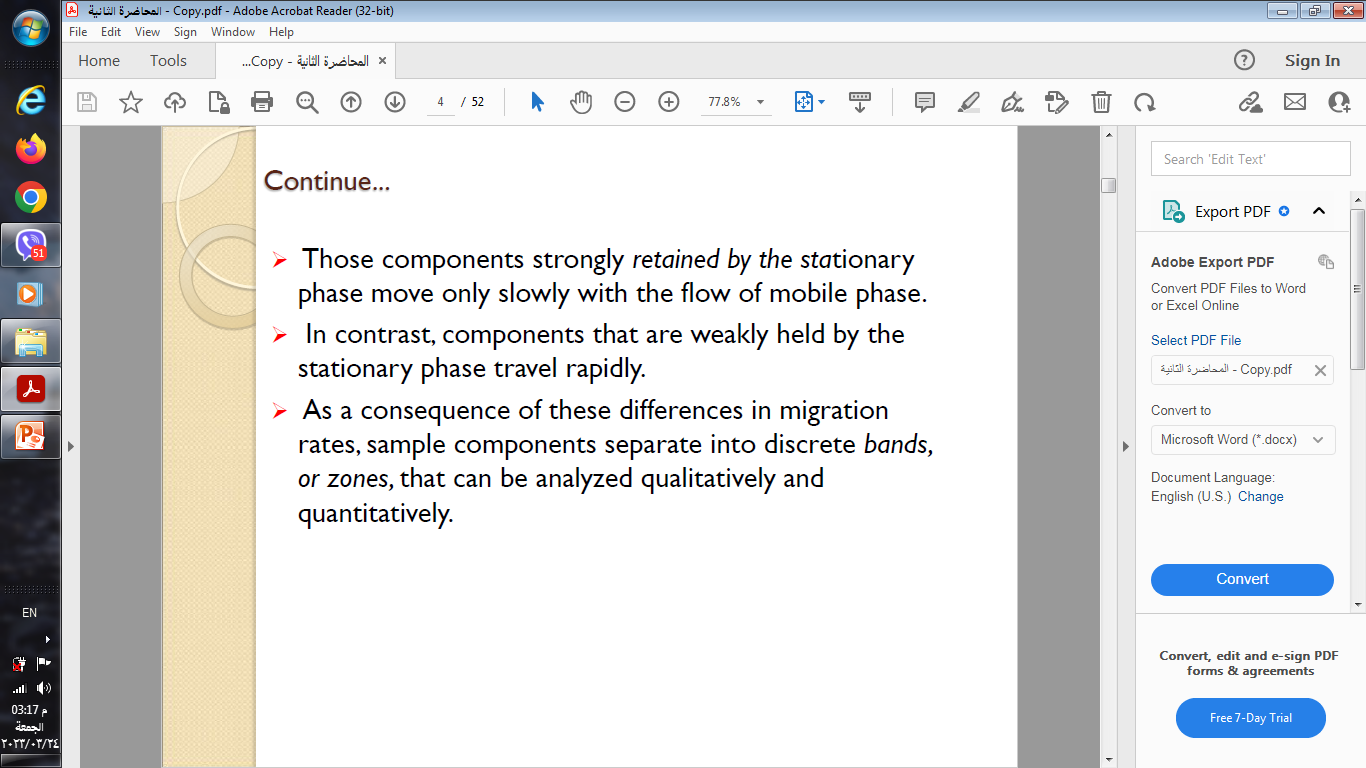 المحاضرة الثانية - Copy.pdf - Adobe Acrobat Reader (32-bit)
File Edit View Sign Window Help
Home Tools
...Copy - المحاضرة الثانية ×
? Sign In
4 / 52
77.8%
Continue...
Those components strongly retained by the stationary
phase move only slowly with the flow of mobile phase.
In contrast, components that are weakly held by the
stationary phase travel rapidly.
As a consequence of these differences in migration
rates, sample components separate into discrete bands,
or zones, that can be analyzed qualitatively and
quantitatively.
Search 'Edit Text'
Export PDF
Adobe Export PDF
Convert PDF Files to Word
or Excel Online
Select PDF File
المحاضرة الثانية - Copy.pdf
Convert to
Microsoft Word (*.docx)
Document Language:
English (U.S.) Change
Convert
Convert, edit and e-sign PDF
forms & agreements
Free 7-Day Trial
51
EN
03:17 م
الجمعة
٢٠٢٣/٠٣/٢٤